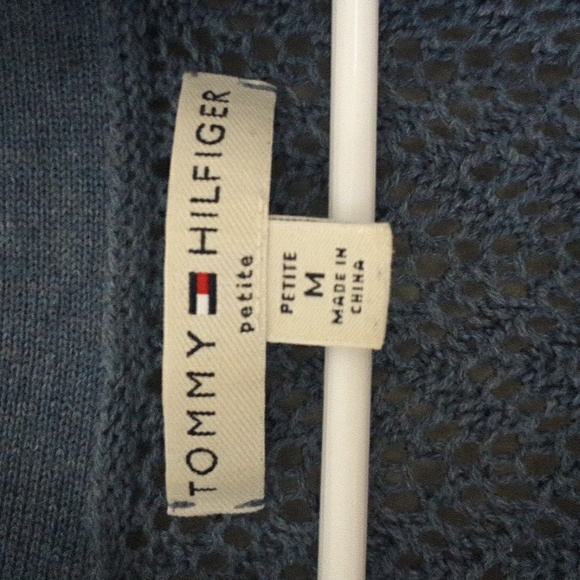 TOMMY HILFIGER
petite
PETITE
M
MADE IN
CHINA